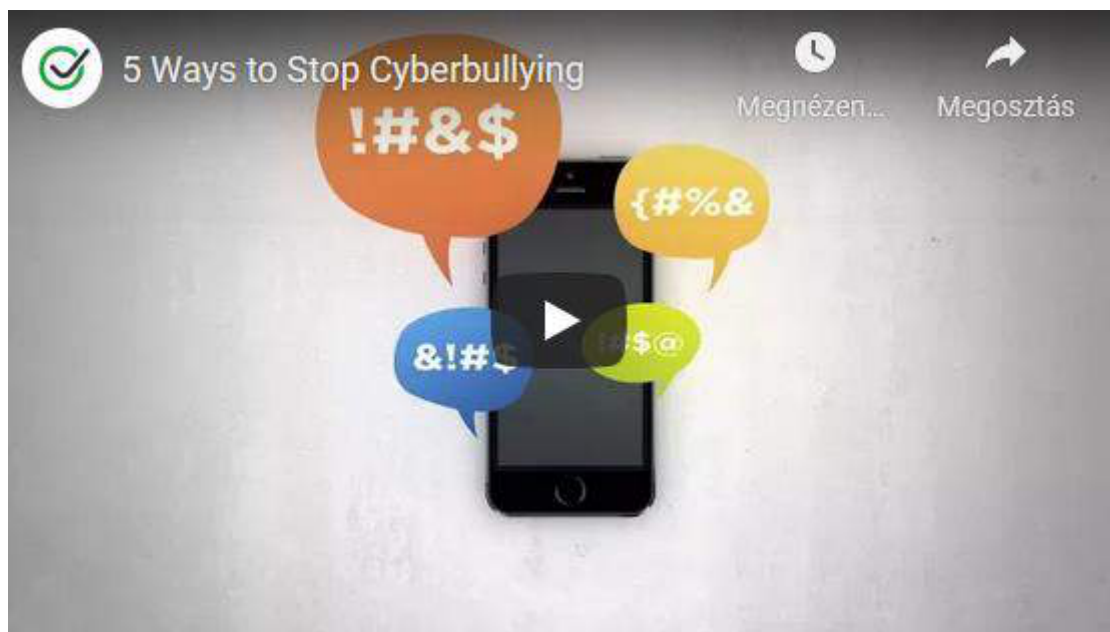 5 Ways to Stop Cyberbullying
Megnézen...
Megosztás
!#&$
{#%&
&!#$
!#$@